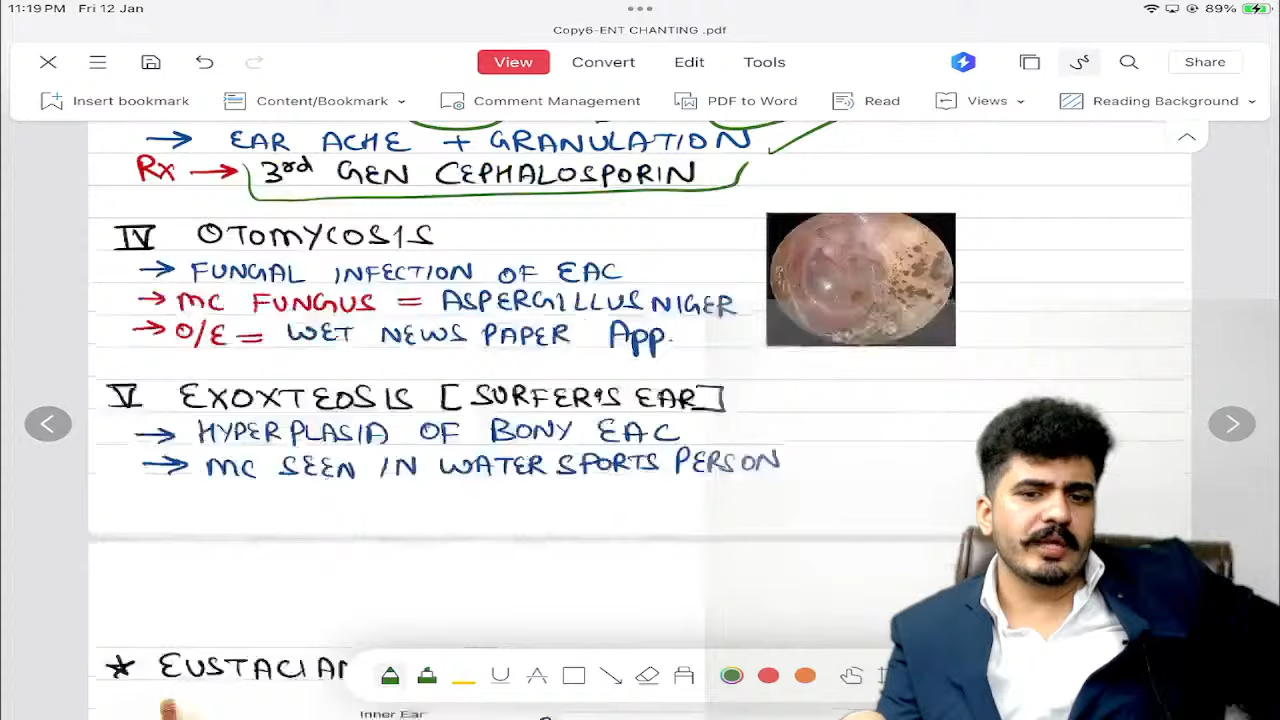 11:19 PM Fri 12 Jan
89%
Copy6-ENT CHANTING .pdf
View Convert Edit Tools Share
Insert bookmark Content/Bookmark Comment Management PDF to Word Read Views Reading Background
→ EAR ACHE + GRANULATION
Rx → 3rd GEN CEPHALOSPORIN
IV OTOMYCOSIS
→ FUNGAL INFECTION OF EAC
→ MC FUNGUS = ASPERGILLUS NIGER
→ O/E = WET NEWS PAPER App.
V EXOXTEOSIS [SURFER'S EAR]
→ HYPERPLASIA OF BONY EAC
→ MC SEEN IN WATER SPORTS PERSON
★ EUSTACIAN
Inner Ear